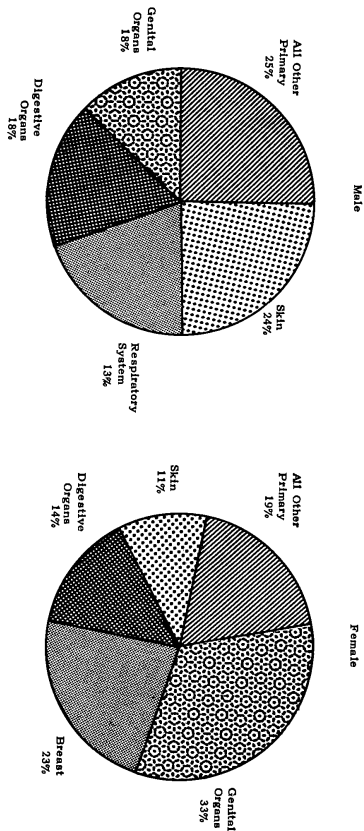 Male
All Other
Primary
25%
Skin
24%
Genital
Organs
18%
Digestive
Organs
18%
Respiratory
System
13%
Female
All Other
Primary
19%
Skin
11%
Genital
Organs
33%
Digestive
Organs
14%
Breast
23%